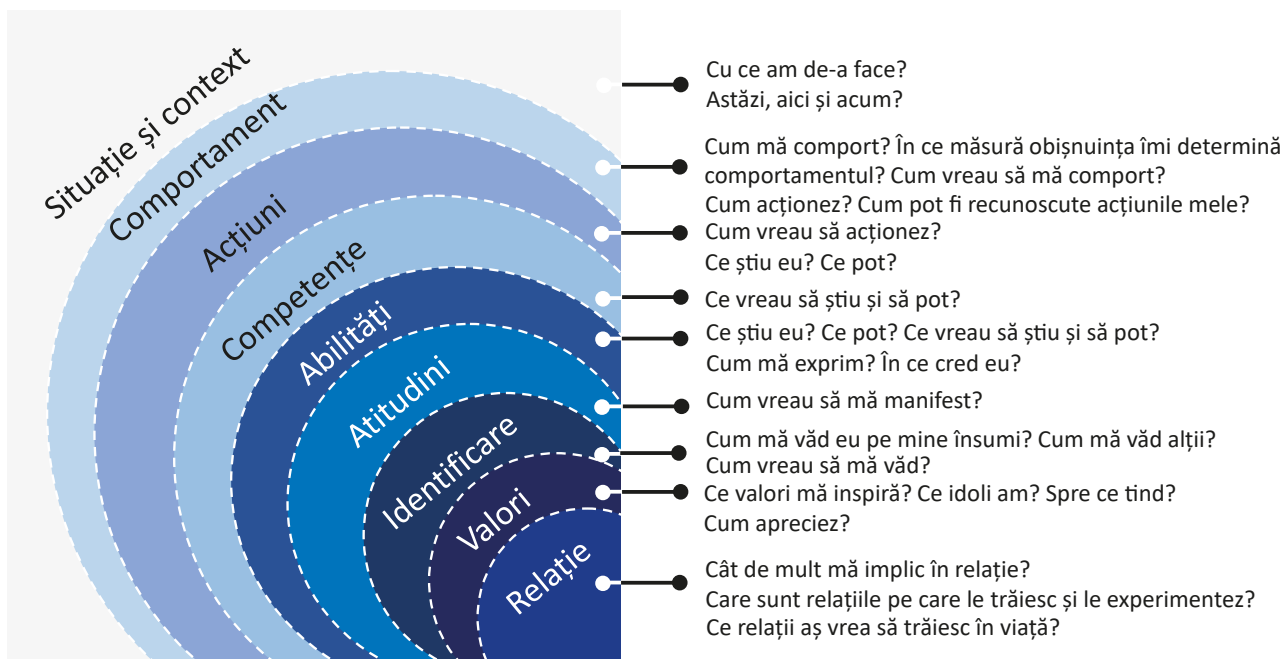 Situație și context
Comportament
Acțiuni
Competențe
Abilități
Atitudini
Identificare
Valori
Relație
Cu ce am de-a face?
Astăzi, aici și acum?
Cum mă comport? În ce măsură obișnuința îmi determină
comportamentul? Cum vreau să mă comport?
Cum acționez? Cum pot fi recunoscute acțiunile mele?
Cum vreau să acționez?
Ce știu eu? Ce pot?
Ce vreau să știu și să pot?
Ce știu eu? Ce pot? Ce vreau să știu și să pot?
Cum mă exprim? În ce cred eu?
Cum vreau să mă manifest?
Cum mă văd eu pe mine însumi? Cum mă văd alții?
Cum vreau să mă văd?
Ce valori mă inspiră? Ce idoli am? Spre ce tind?
Cum apreciez?
Cât de mult mă implic în relație?
Care sunt relațiile pe care le trăiesc și le experimentez?
Ce relații aș vrea să trăiesc în viață?